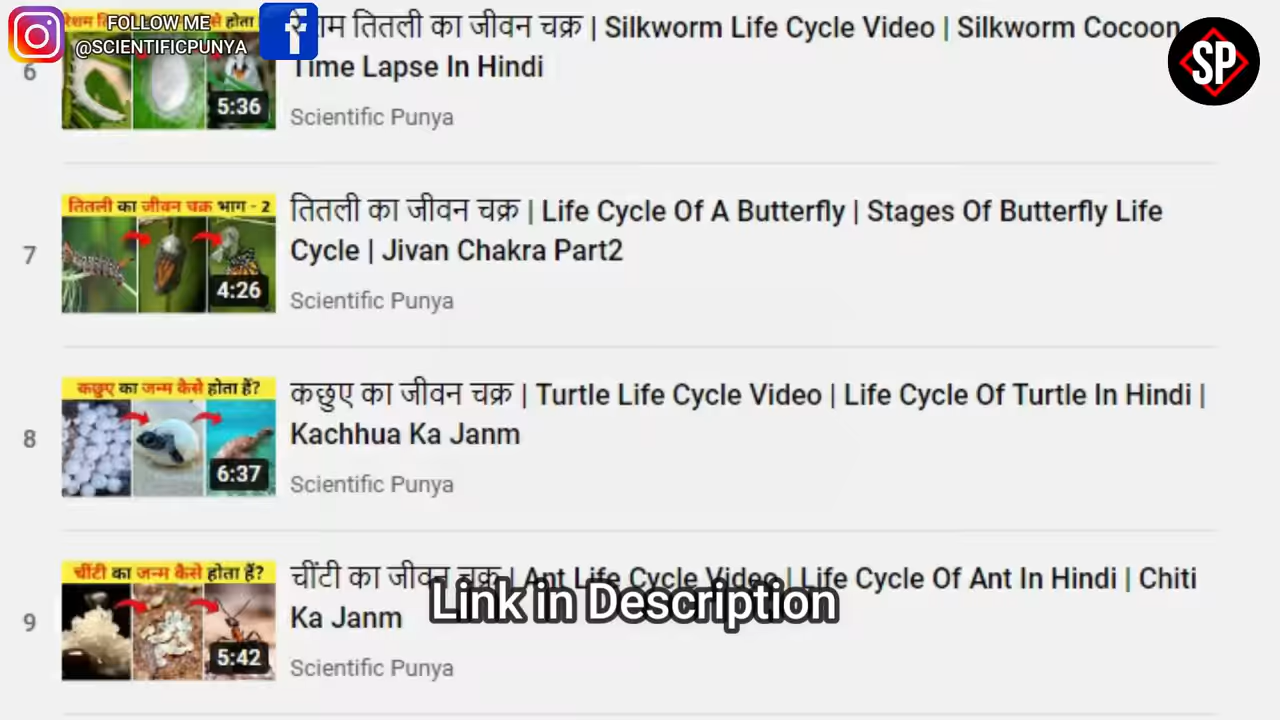 FOLLOW ME
@SCIENTIFICPUNYA
SP
6
होता
5:36
तितली का जीवन चक्र | Silkworm Life Cycle Video | Silkworm Cocoon
Time Lapse In Hindi
Scientific Punya
7
तितली का जीवन चक्र भाग - 2
4:26
तितली का जीवन चक्र | Life Cycle Of A Butterfly | Stages Of Butterfly Life
Cycle | Jivan Chakra Part2
Scientific Punya
8
कछुए का जन्म कैसे होता हैं?
6:37
कछुए का जीवन चक्र | Turtle Life Cycle Video | Life Cycle Of Turtle In Hindi |
Kachhua Ka Janm
Scientific Punya
9
चींटी का जन्म कैसे होता हैं?
5:42
चींटी का जीवन चक्र | Ant Life Cycle Video | Life Cycle Of Ant In Hindi | Chiti
Ka Janm
Link in Description
Scientific Punya